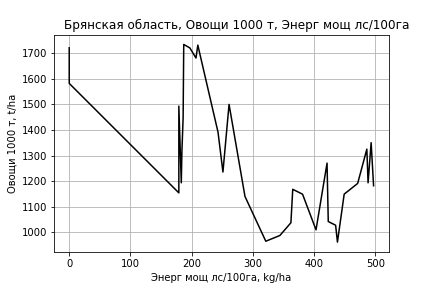 Брянская область, Овощи 1000 т, Энерг мощ лс/100га
1700
1600
1500
1400
1300
1200
1100
1000
Овощи 1000 т, t/ha
0 100 200 300 400 500
Энерг мощ лс/100га, kg/ha